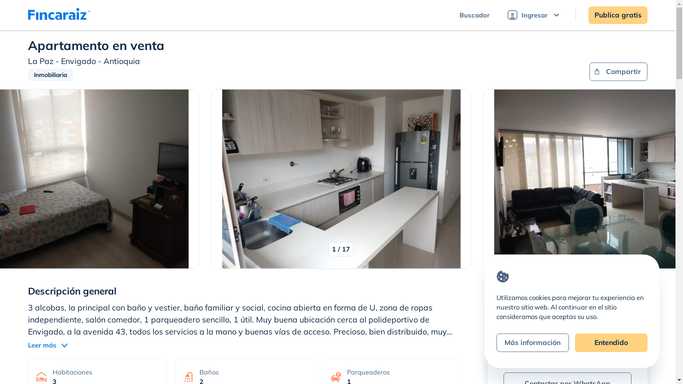 Fincaraíz
Buscador
Ingresar
Publica gratis
Apartamento en venta
La Paz - Envigado - Antioquia
Inmobiliaria
Compartir
1 / 17
Descripción general
3 alcobas, la principal con baño y vestier, baño familiar y social, cocina abierta en forma de U, zona de ropas
independiente, salón comedor, 1 parqueadero sencillo, 1 útil. Muy buena ubicación cerca al polideportivo de
Envigado, a la avenida 43, todos los servicios a la mano y buenas vías de acceso. Precioso, bien distribuido, muy...
Leer más
Habitaciones
3
Baños
2
Parqueaderos
1
Utilizamos cookies para mejorar tu experiencia en
nuestro sitio web. Al continuar en el sitio
consideramos que aceptas su uso.
Más información
Entendido
Contactar por WhatsApp